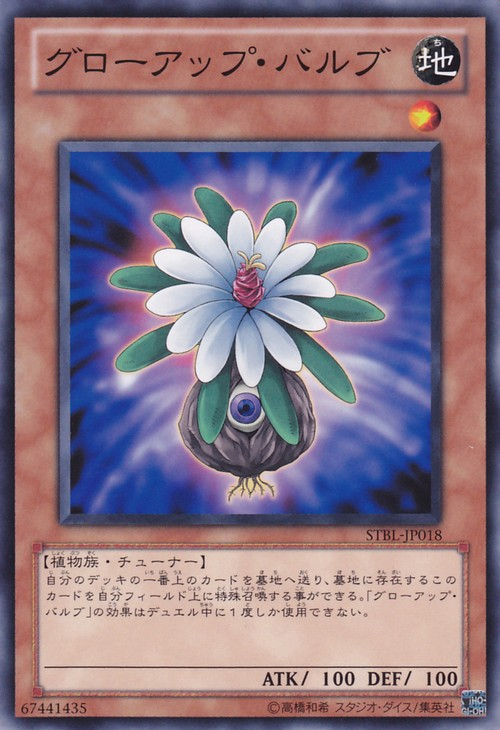 グローアップ・バルブ
地
ち
STBL-JP018
【植物族・チューナー】
自分のデッキの一番上のカードを墓地へ送り、墓地に存在するこの
カードを自分フィールド上に特殊召喚する事ができる。「グローアップ・
バルブ」の効果はデュエル中に1度しか使用できない。
ATK/ 100 DEF/ 100
67441435
©高橋和希 スタジオ・ダイス/集英社